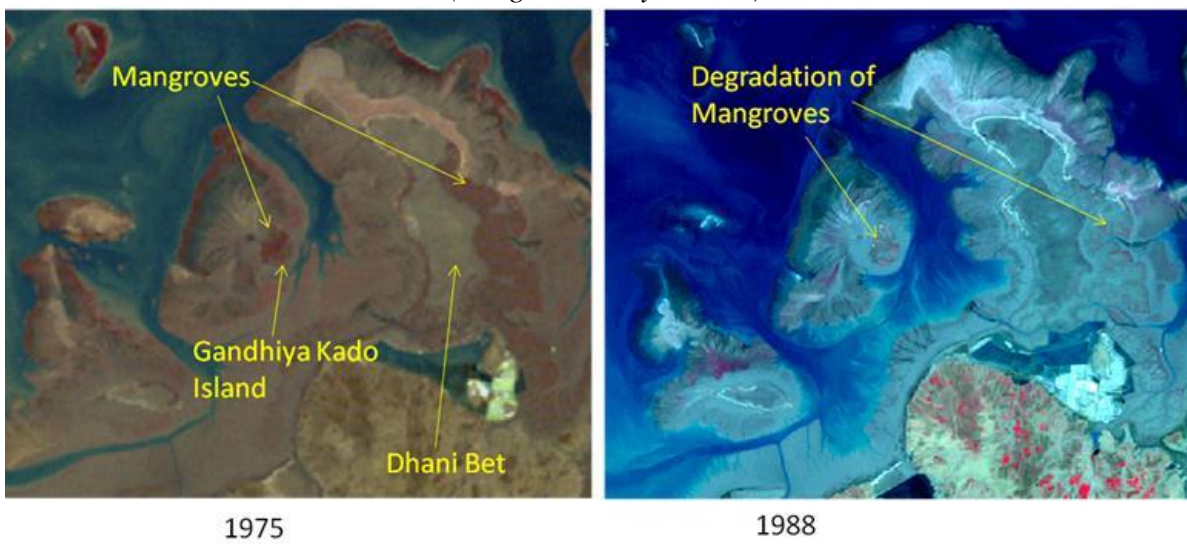 Mangroves
Gandhiya Kado
Island
Dhani Bet
Degradation of
Mangroves
1975
1988